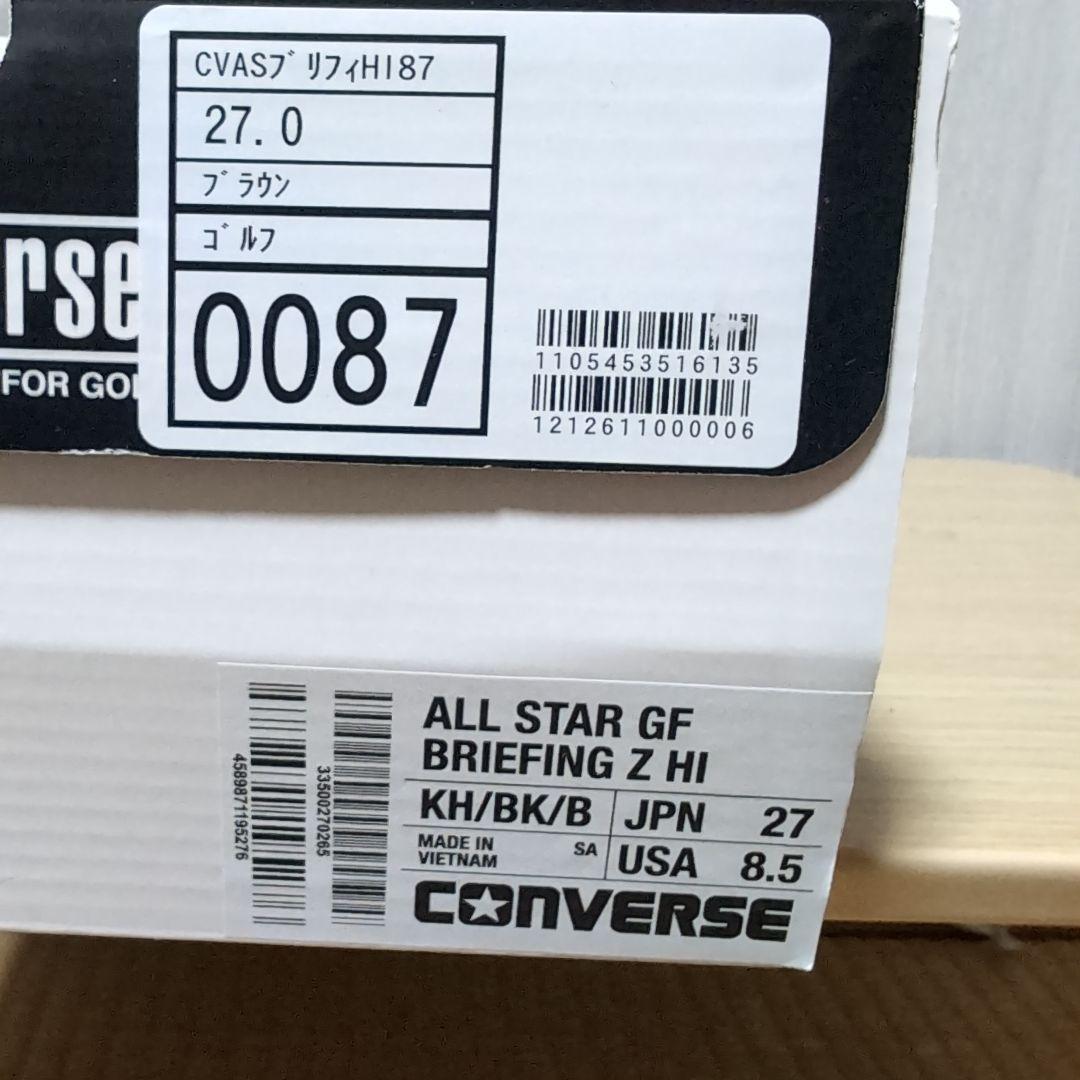 CVASﾌﾞﾘﾌｨHI87
27.0
ﾌﾞﾗｳﾝ
ｺﾞﾙﾌ
0087
1105453516135
1212611000006
rse
FOR GOL
4589871195276
33500270265
ALL STAR GF
BRIEFING Z HI
KH/BK/B JPN 27
MADE IN
VIETNAM SA USA 8.5
CONVERSE